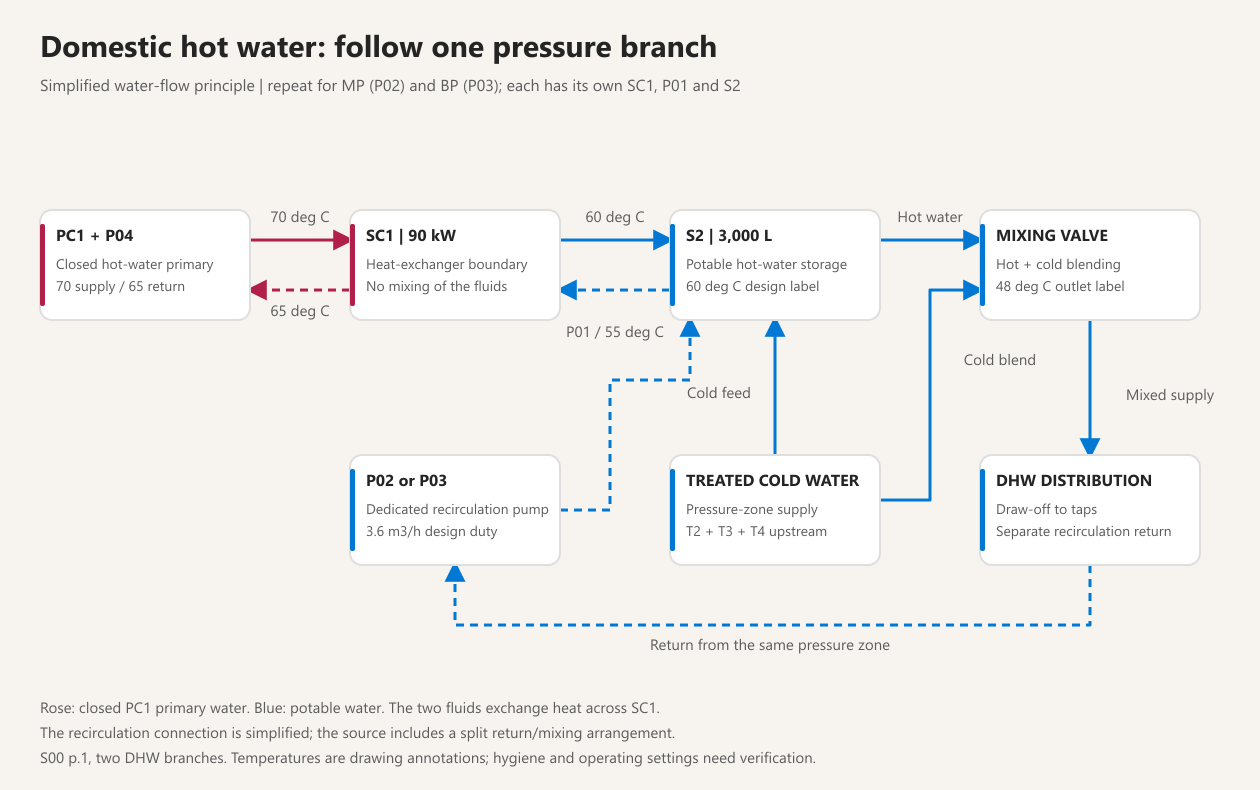 Domestic hot water: follow one pressure branch
Simplified water-flow principle | repeat for MP (P02) and BP (P03); each has its own SC1, P01 and S2
PC1 + P04
Closed hot-water primary
70 supply / 65 return
70 deg C
65 deg C
SC1 | 90 kW
Heat-exchanger boundary
No mixing of the fluids
60 deg C
P01 / 55 deg C
S2 | 3,000 L
Potable hot-water storage
60 deg C design label
Hot water
MIXING VALVE
Hot + cold blending
48 deg C outlet label
Cold feed
Cold blend
Mixed supply
P02 or P03
Dedicated recirculation pump
3.6 m3/h design duty
TREATED COLD WATER
Pressure-zone supply
T2 + T3 + T4 upstream
DHW DISTRIBUTION
Draw-off to taps
Separate recirculation return
Return from the same pressure zone
Rose: closed PC1 primary water. Blue: potable water. The two fluids exchange heat across SC1.
The recirculation connection is simplified; the source includes a split return/mixing arrangement.
S00 p.1, two DHW branches. Temperatures are drawing annotations; hygiene and operating settings need verification.